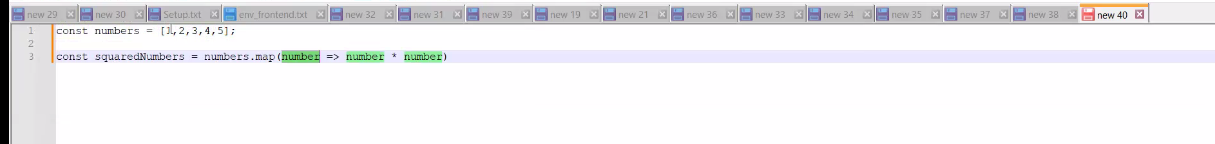 new 29 new 30 Setup.txt env_frontend.txt new 32 new 31 new 39 new 19 new 21 new 36 new 33 new 34 new 35 new 37 new 38 new 40
1 const numbers = [1,2,3,4,5];
2
3 const squaredNumbers = numbers.map(number => number * number)